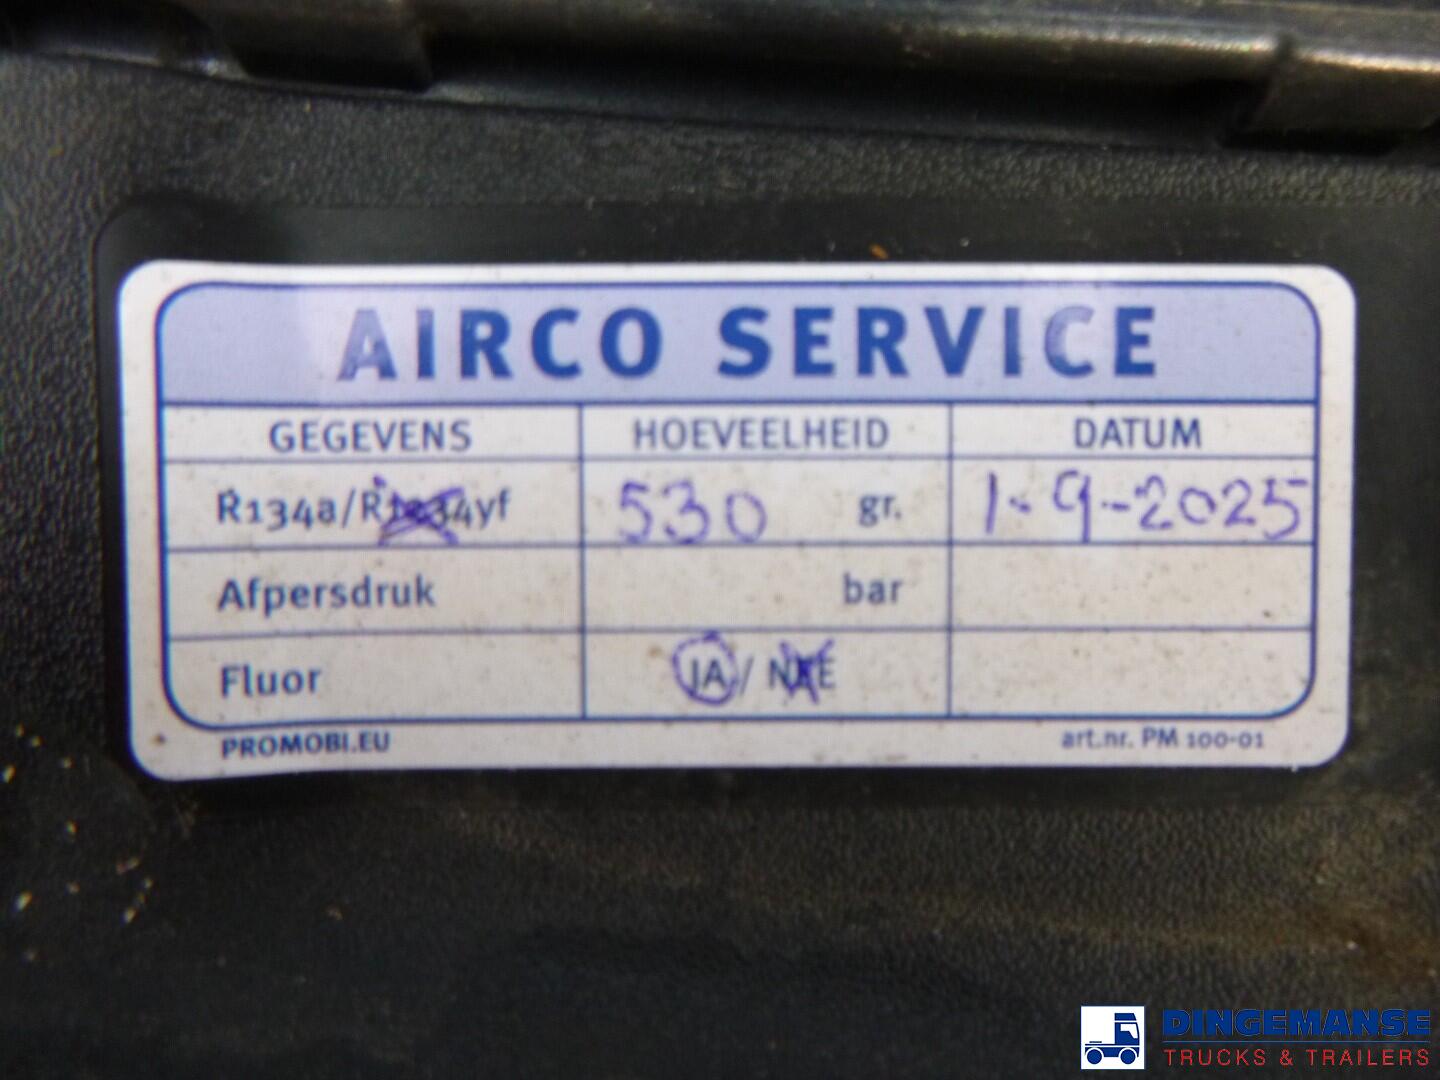 AIRCO SERVICE
GEGEVENS HOEVEELHEID DATUM
R134a/R1234yf 530 gr. 1-9-2025
Afpersdruk bar
Fluor JA / NEE
PROMOBI.EU art.nr. PM 100-01
DINGEMANSE
TRUCKS & TRAILERS